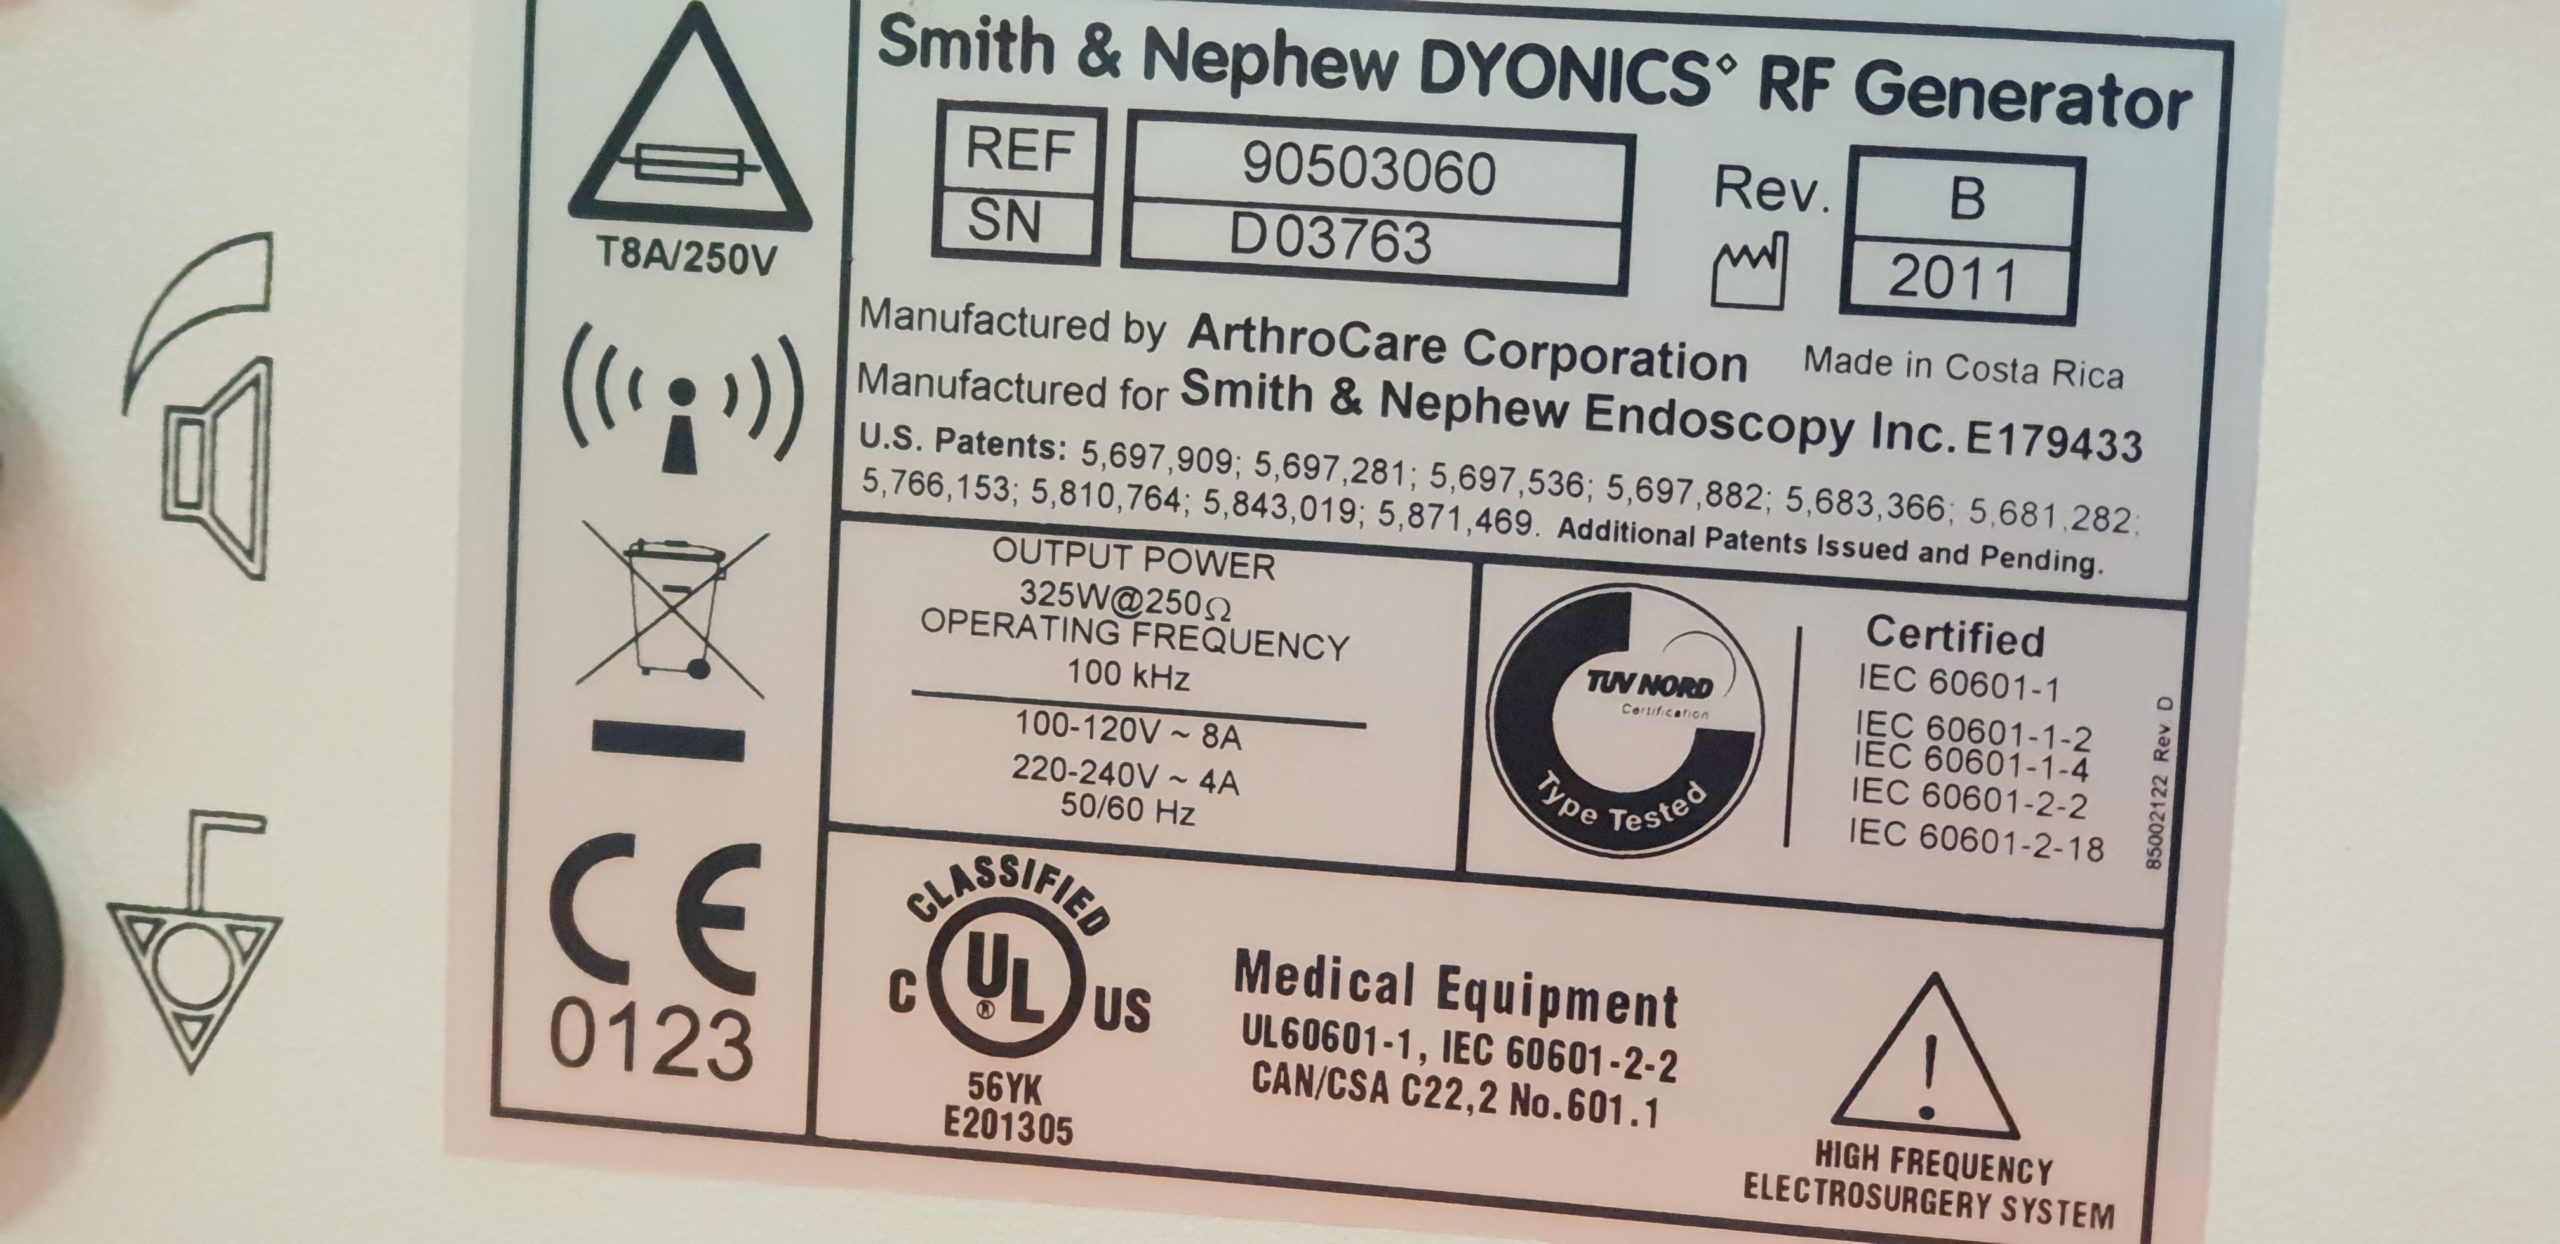 T8A/250V
CE
0123
Smith & Nephew DYONICS◊ RF Generator
REF 90503060 Rev. B
SN D03763 2011
Manufactured by ArthroCare Corporation Made in Costa Rica
Manufactured for Smith & Nephew Endoscopy Inc. E179433
U.S. Patents: 5,697,909; 5,697,281; 5,697,536; 5,697,882; 5,683,366; 5,681,282;
5,766,153; 5,810,764; 5,843,019; 5,871,469. Additional Patents Issued and Pending.
OUTPUT POWER
325W@250Ω
OPERATING FREQUENCY
100 kHz
100-120V ~ 8A
220-240V ~ 4A
50/60 Hz
TUV NORD
Certification
Type Tested
Certified
IEC 60601-1
IEC 60601-1-2
IEC 60601-1-4
IEC 60601-2-2
IEC 60601-2-18
85002122 Rev D
CLASSIFIED
C UL® US
56YK
E201305
Medical Equipment
UL60601-1, IEC 60601-2-2
CAN/CSA C22,2 No.601.1
HIGH FREQUENCY
ELECTROSURGERY SYSTEM